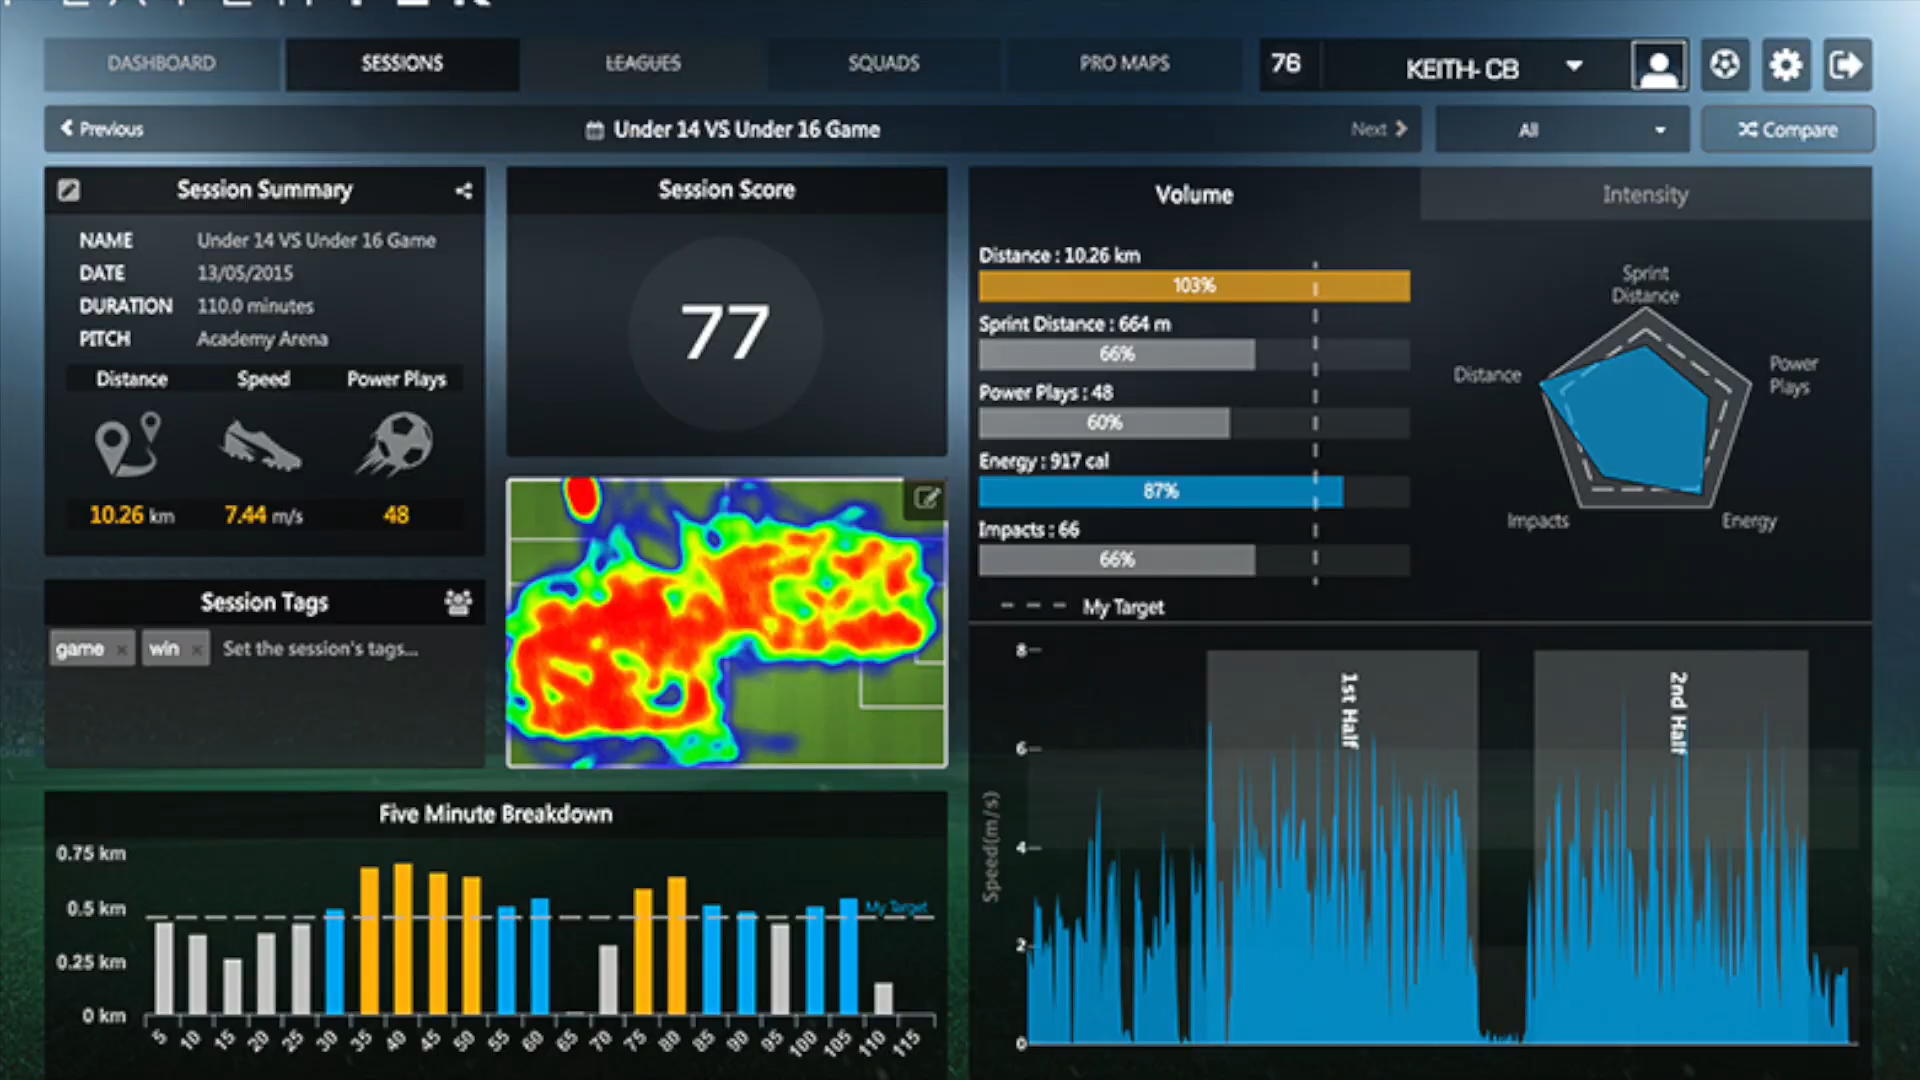 DASHBOARD
SESSIONS
LEAGUES
SQUADS
PRO MAPS
76
KEITH- CB
Previous
Under 14 VS Under 16 Game
Next
All
Compare
Session Summary
NAME Under 14 VS Under 16 Game
DATE 13/05/2015
DURATION 110.0 minutes
PITCH Academy Arena
Distance Speed Power Plays
10.26 km 7.44 m/s 48
Session Score
77
Session Tags
game × win × Set the session's tags...
Volume
Intensity
Distance : 10.26 km
103%
Sprint Distance : 664 m
66%
Power Plays : 48
60%
Energy : 917 cal
87%
Impacts : 66
66%
My Target
Sprint
Distance
Power
Plays
Distance
Impacts
Energy
Five Minute Breakdown
0.75 km
0.5 km
0.25 km
0 km
My Target
5 10 15 20 25 30 35 40 45 50 55 60 65 70 75 80 85 90 95 100 105 110 115
8
6
4
2
0
Speed(m/s)
1st Half
2nd Half